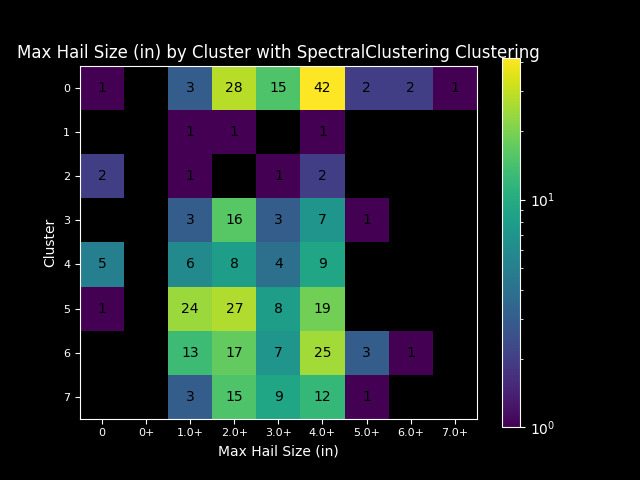 Max Hail Size (in) by Cluster with SpectralClustering Clustering
0 1 3 28 15 42 2 2 1
1 1 1 1
2 2 1 1 2
3 3 16 3 7 1
4 5 6 8 4 9
5 1 24 27 8 19
6 13 17 7 25 3 1
7 3 15 9 12 1
Cluster
0 0+ 1.0+ 2.0+ 3.0+ 4.0+ 5.0+ 6.0+ 7.0+
Max Hail Size (in)
10¹
10⁰